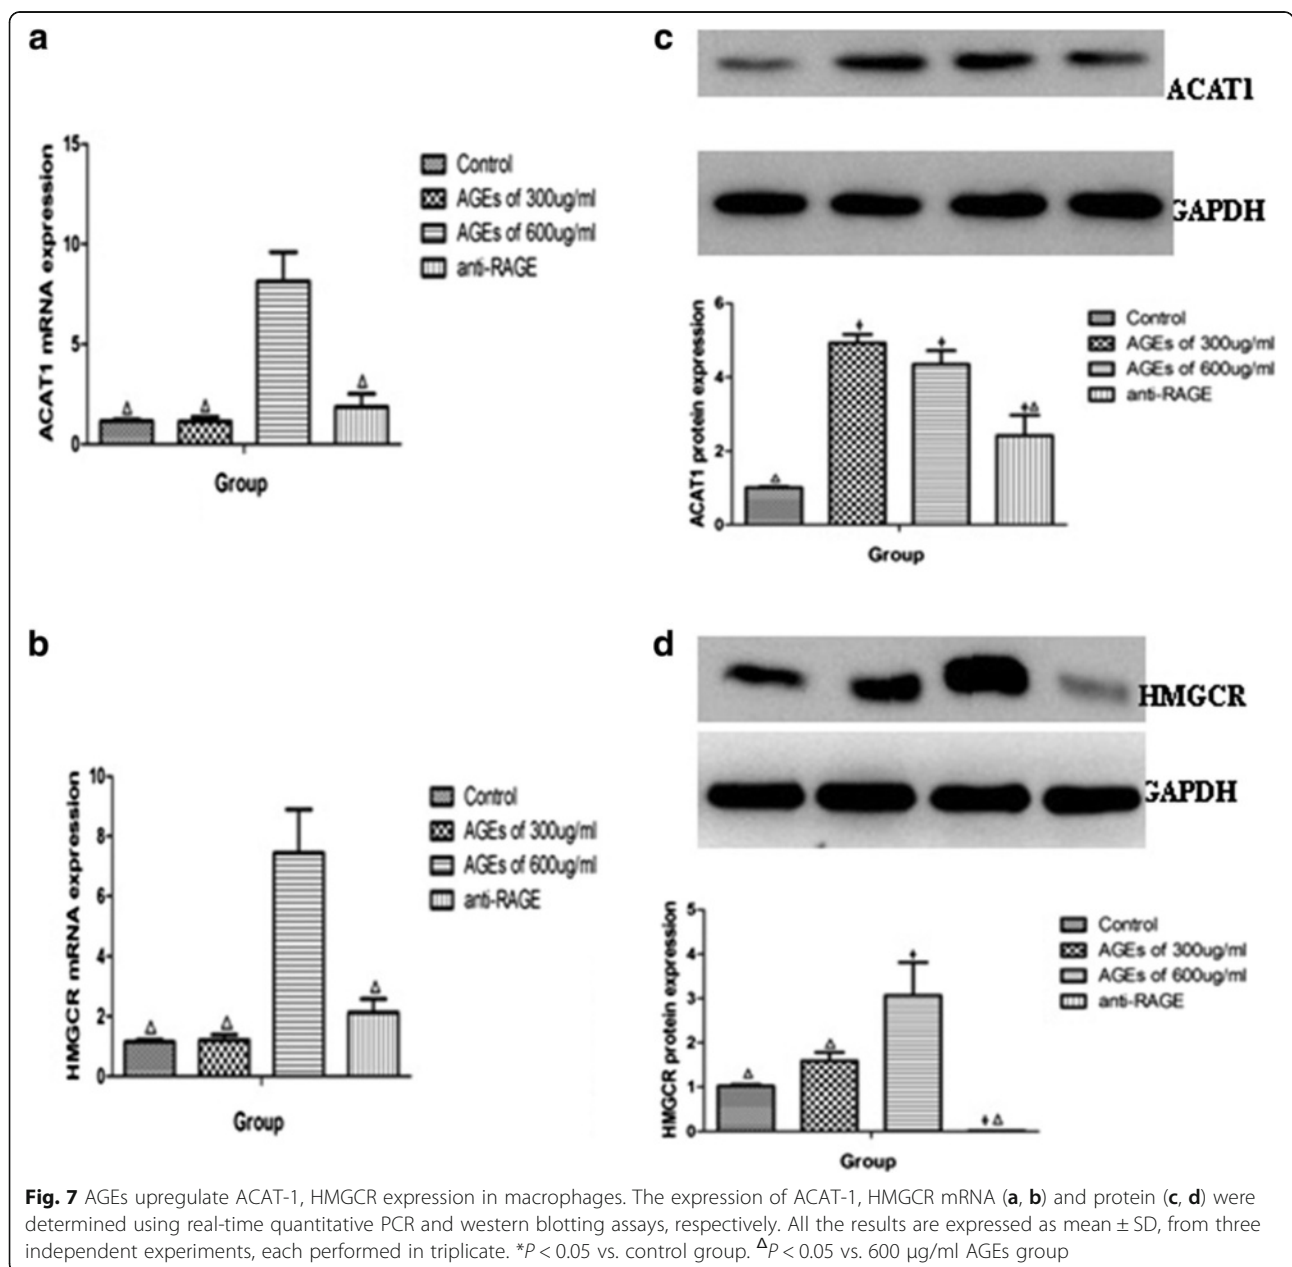 a
ACAT1 mRNA expression
15
10
5
0
Δ
Δ
Δ
Group
Control
AGEs of 300ug/ml
AGEs of 600ug/ml
anti-RAGE
c
ACAT1
GAPDH
ACAT1 protein expression
6
4
2
0
Δ
+
+
+Δ
Group
Control
AGEs of 300ug/ml
AGEs of 600ug/ml
anti-RAGE
b
HMGCR mRNA expression
10
8
6
4
2
0
Δ
Δ
Δ
Group
Control
AGEs of 300ug/ml
AGEs of 600ug/ml
anti-RAGE
d
HMGCR
GAPDH
HMGCR protein expression
5
4
3
2
1
0
Δ
Δ
+
+Δ
Group
Control
AGEs of 300ug/ml
AGEs of 600ug/ml
anti-RAGE
Fig. 7 AGEs upregulate ACAT-1, HMGCR expression in macrophages. The expression of ACAT-1, HMGCR mRNA (a, b) and protein (c, d) were
determined using real-time quantitative PCR and western blotting assays, respectively. All the results are expressed as mean ± SD, from three
independent experiments, each performed in triplicate. *P < 0.05 vs. control group. ΔP < 0.05 vs. 600 μg/ml AGEs group